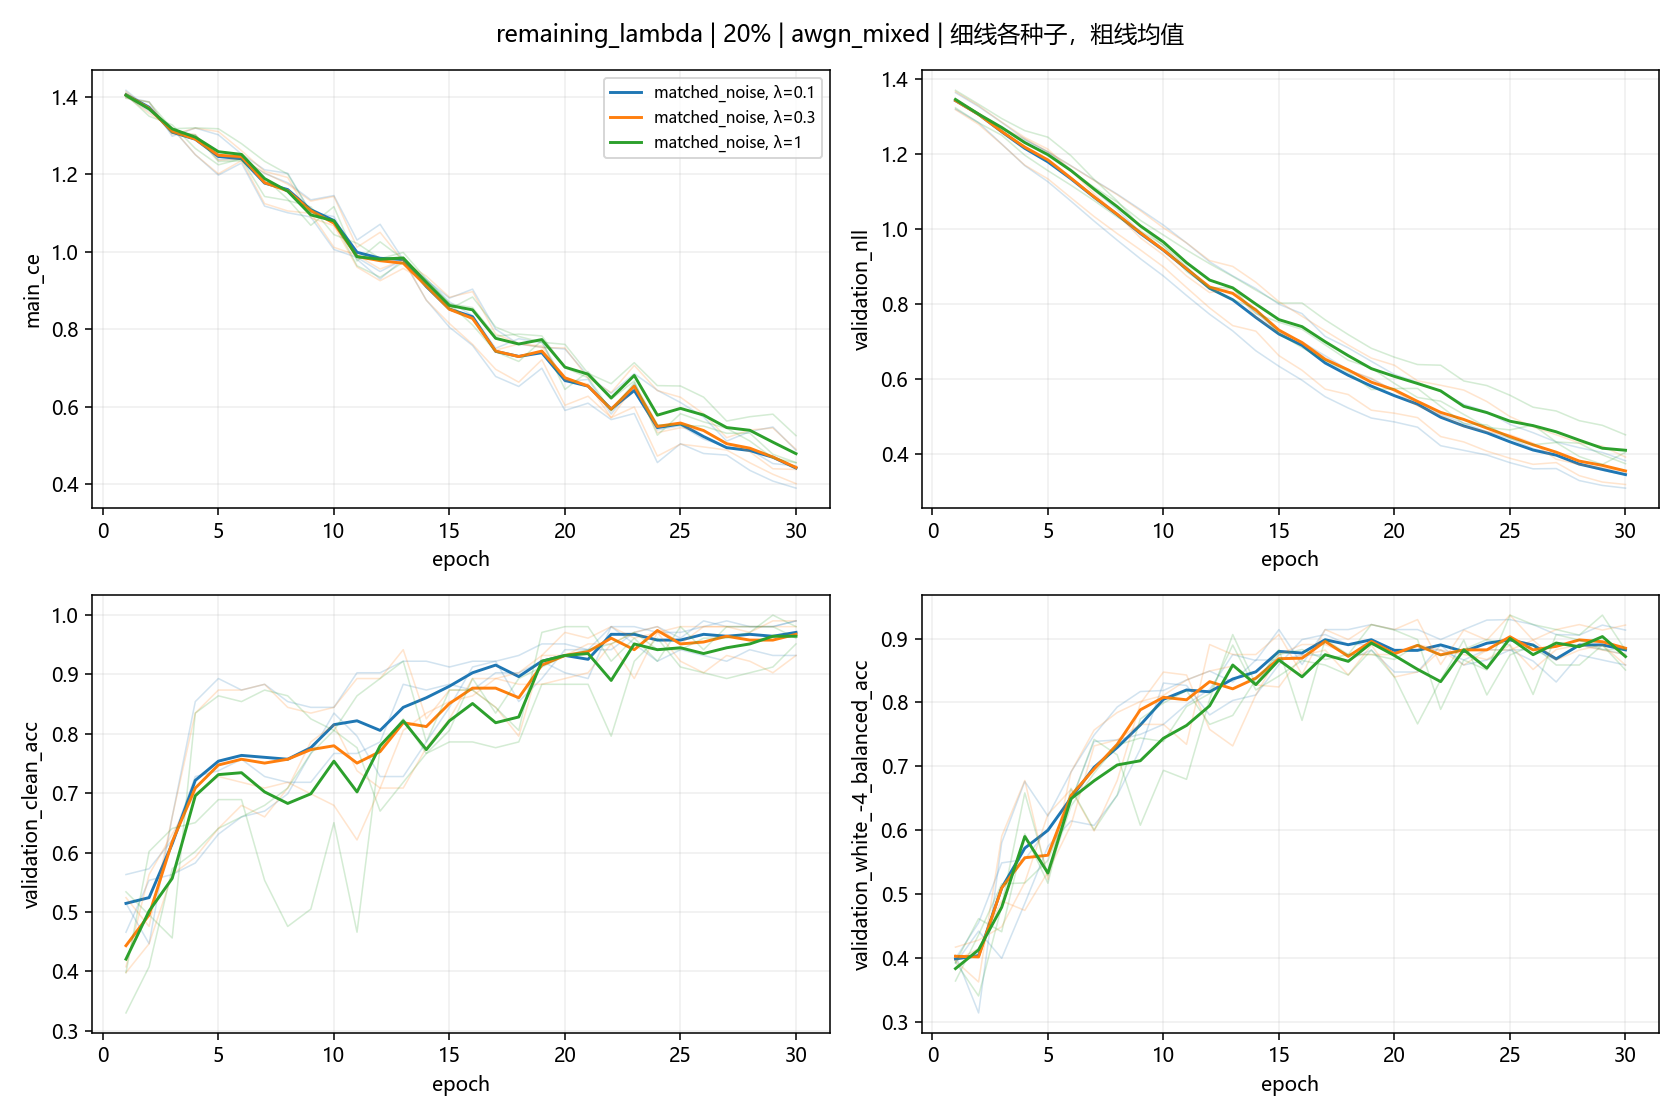 remaining_lambda | 20% | awgn_mixed | 细线各种子，粗线均值
matched_noise, λ=0.1
matched_noise, λ=0.3
matched_noise, λ=1
main_ce
1.4
1.2
1.0
0.8
0.6
0.4
0 5 10 15 20 25 30
epoch
validation_nll
1.4
1.2
1.0
0.8
0.6
0.4
0 5 10 15 20 25 30
epoch
validation_clean_acc
1.0
0.9
0.8
0.7
0.6
0.5
0.4
0.3
0 5 10 15 20 25 30
epoch
validation_white_-4_balanced_acc
0.9
0.8
0.7
0.6
0.5
0.4
0.3
0 5 10 15 20 25 30
epoch